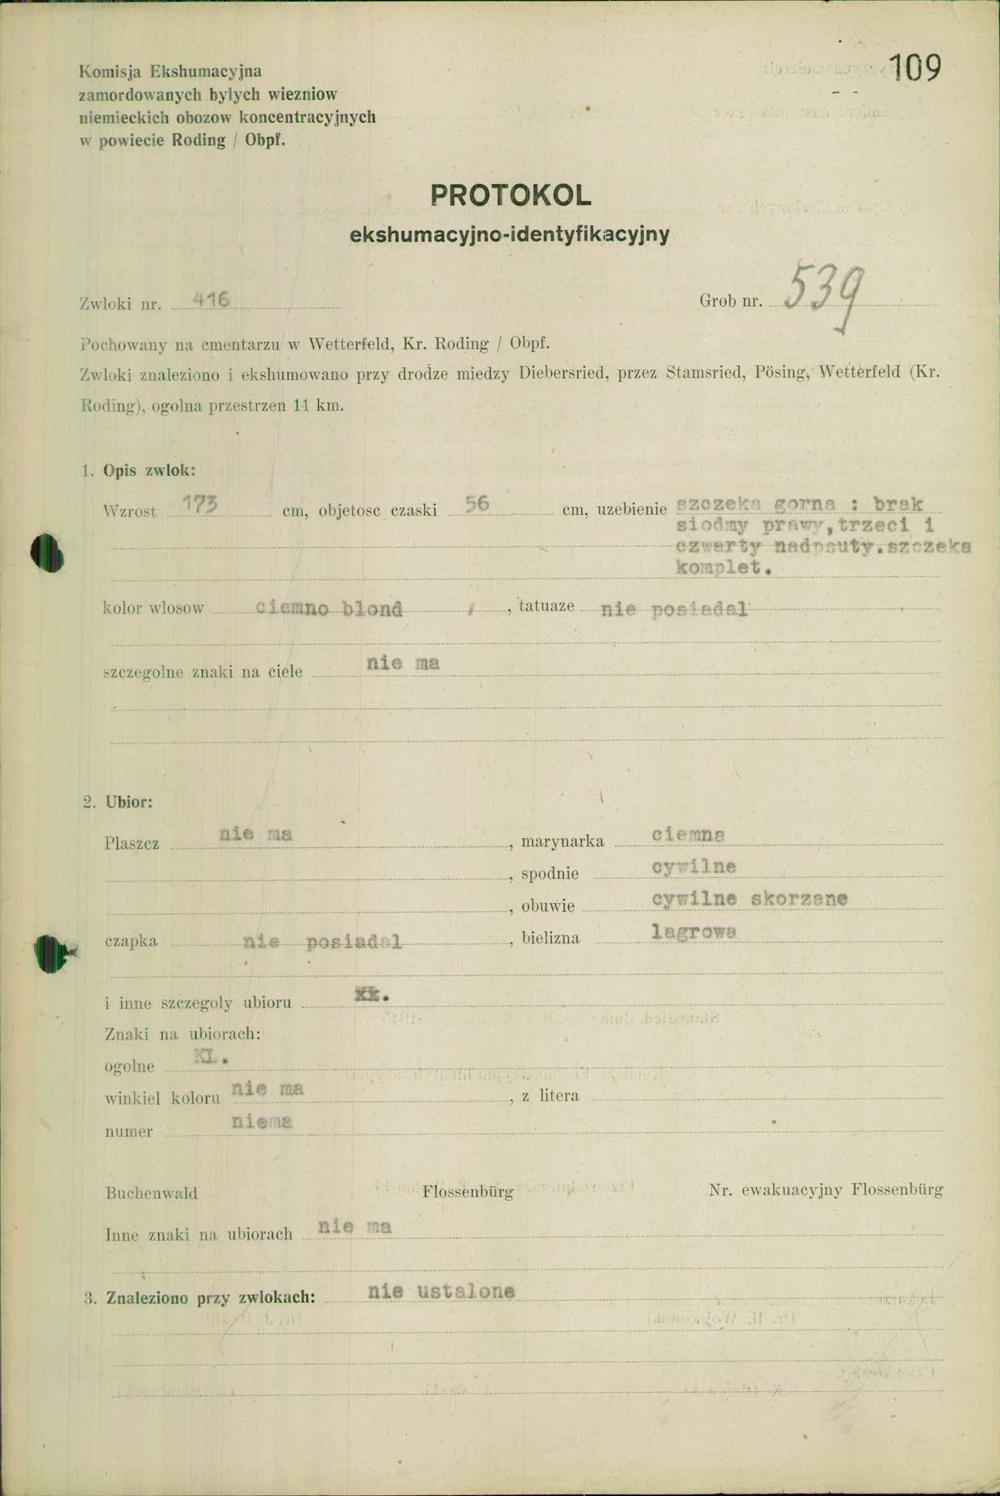 109
Komisja Ekshumacyjna
zamordowanych bylych wiezniow
niemieckich obozow koncentracyjnych
w powiecie Roding / Obpf.
PROTOKOL
ekshumacyjno-identyfikacyjny
Zwloki nr. 416 Grob nr. 539
Pochowany na cmentarzu w Wetterfeld, Kr. Roding / Obpf.
Zwloki znaleziono i ekshumowano przy drodze miedzy Diebersried, przez Stamsried, Pösing, Wetterfeld (Kr.
Roding), ogolna przestrzen 11 km.
1. Opis zwlok:
Wzrost 173 cm, objetosc czaski 56 cm, uzebienie szczeka gorna : brak
siodmy prawy, trzeci i
czwarty nadpsuty. szczeka
komplet.
kolor wlosow ciemno blond , tatuaze nie posiadal
szczegolne znaki na ciele nie ma
2. Ubior:
Plaszcz nie ma , marynarka ciemna
, spodnie cywilne
, obuwie cywilne skorzane
czapka nie posiadal , bielizna lagrowa
i inne szczegoly ubioru
Znaki na ubiorach:
ogolne KL.
winkiel koloru nie ma , z litera
numer niema
Buchenwald Flossenbürg Nr. ewakuacyjny Flossenbürg
Inne znaki na ubiorach nie ma
3. Znaleziono przy zwlokach: nie ustalone